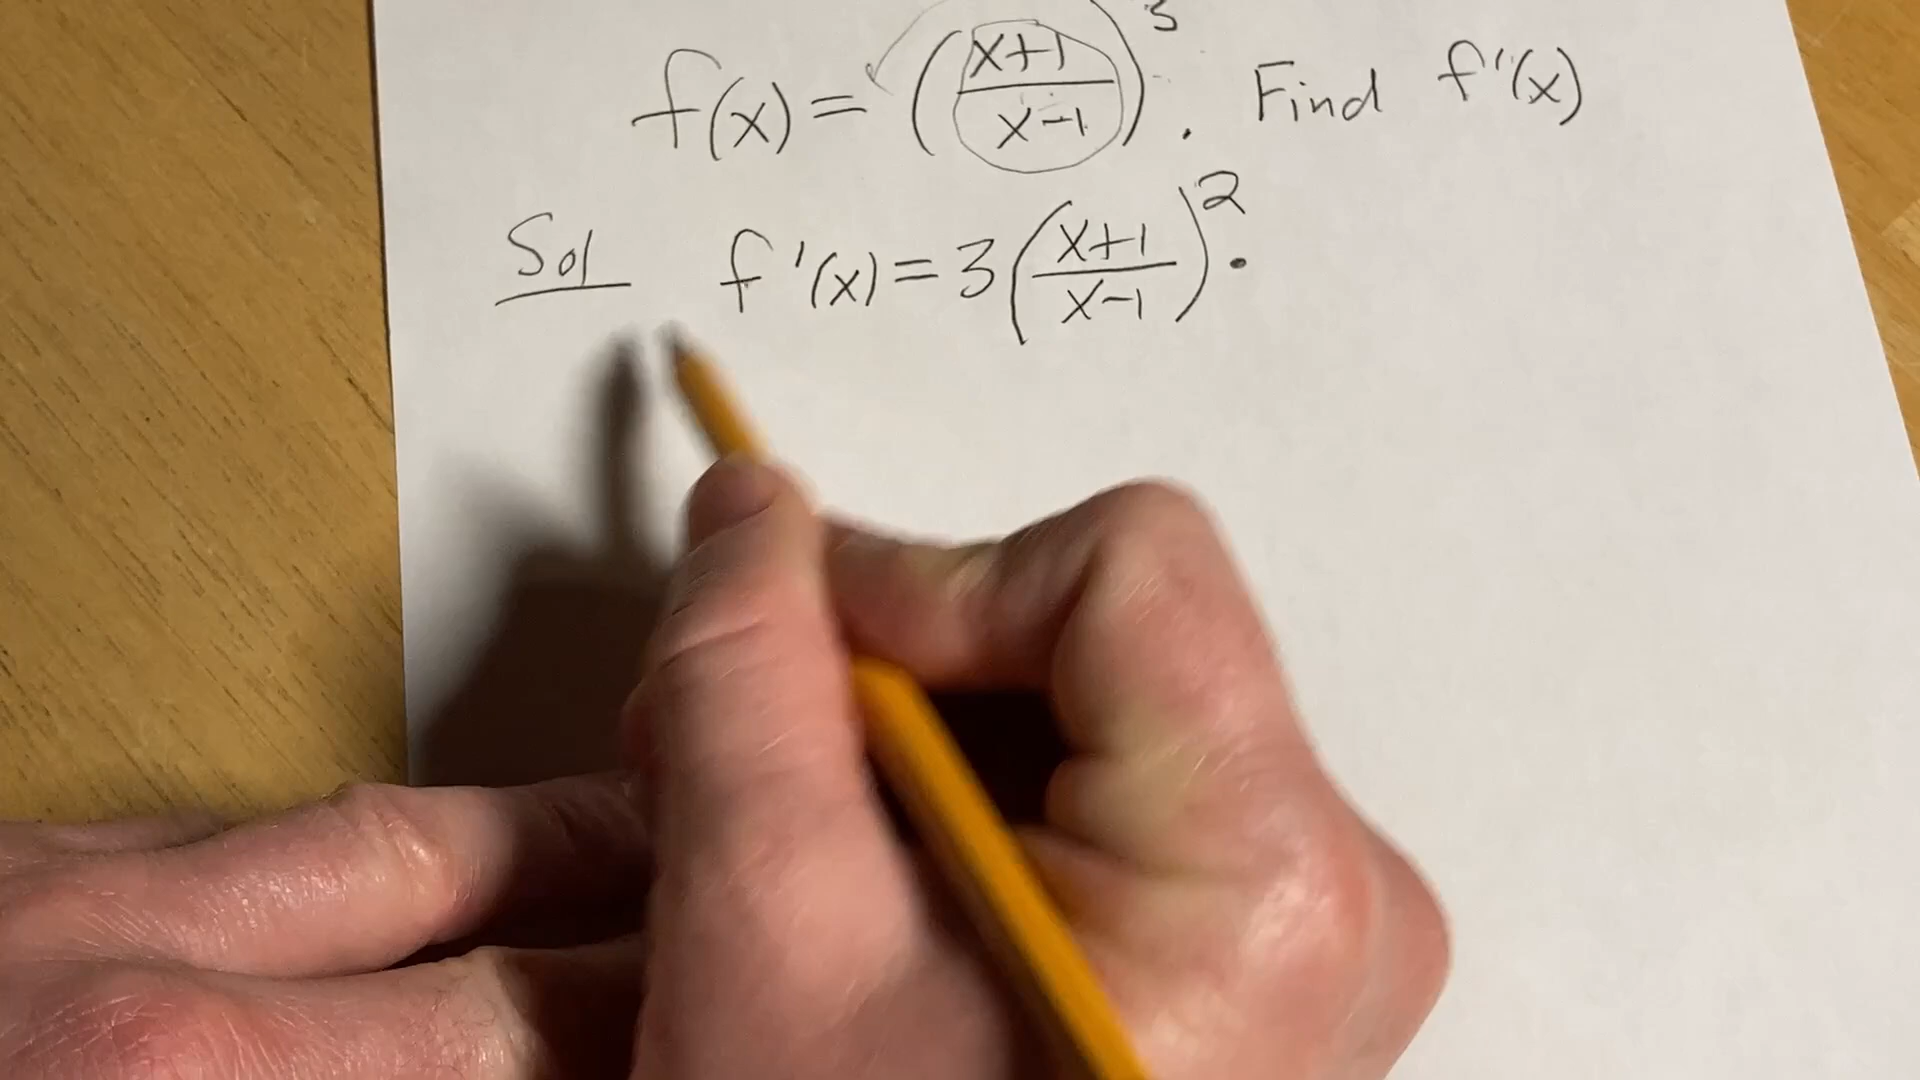 f(x) = ((x+1)/(x-1))^3. Find f'(x)
Sol f'(x) = 3((x+1)/(x-1))^2 ·